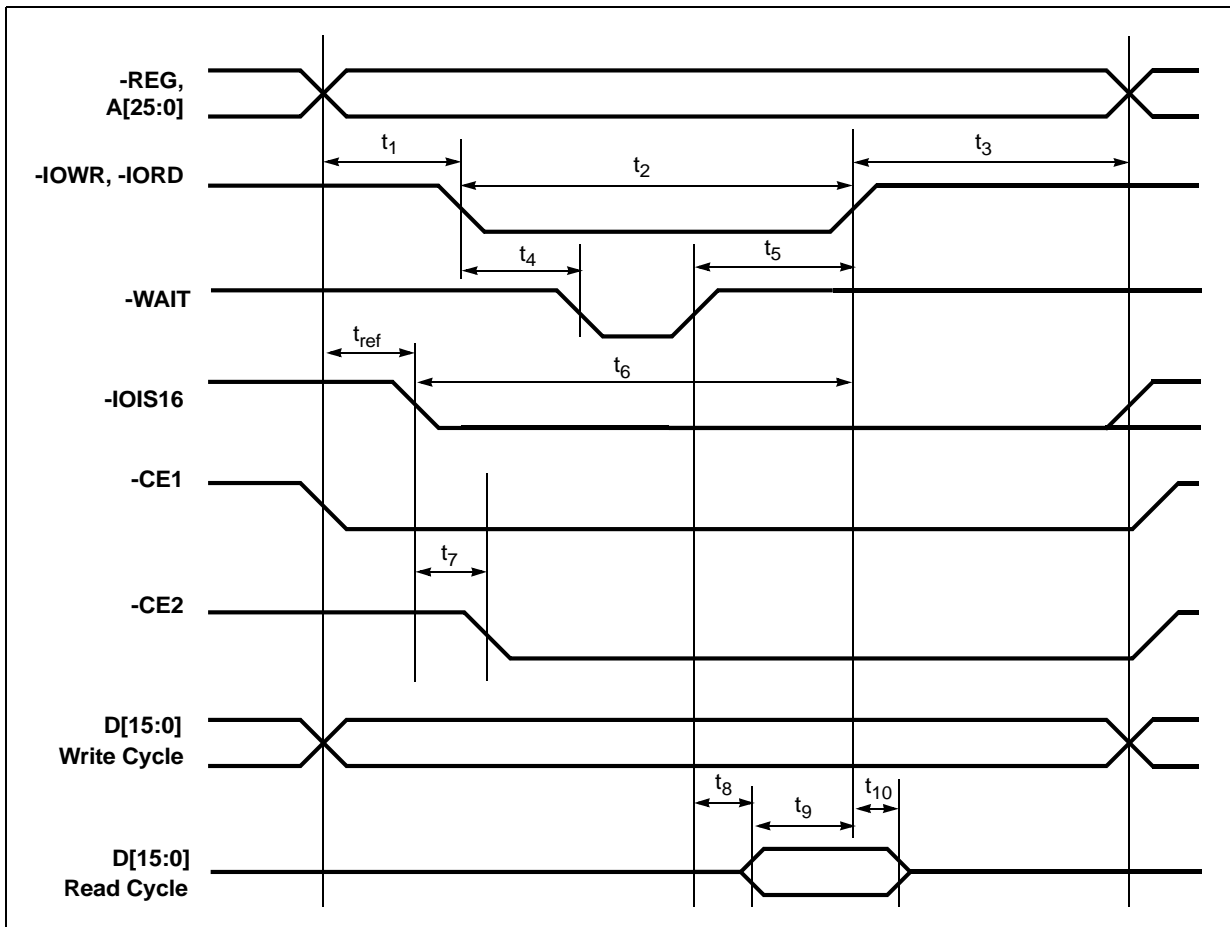 -REG,
A[25:0]
t1
t2
t3
-IOWR, -IORD
t4
t5
-WAIT
tref
t6
-IOIS16
-CE1
t7
-CE2
D[15:0]
Write Cycle
t8
t9
t10
D[15:0]
Read Cycle